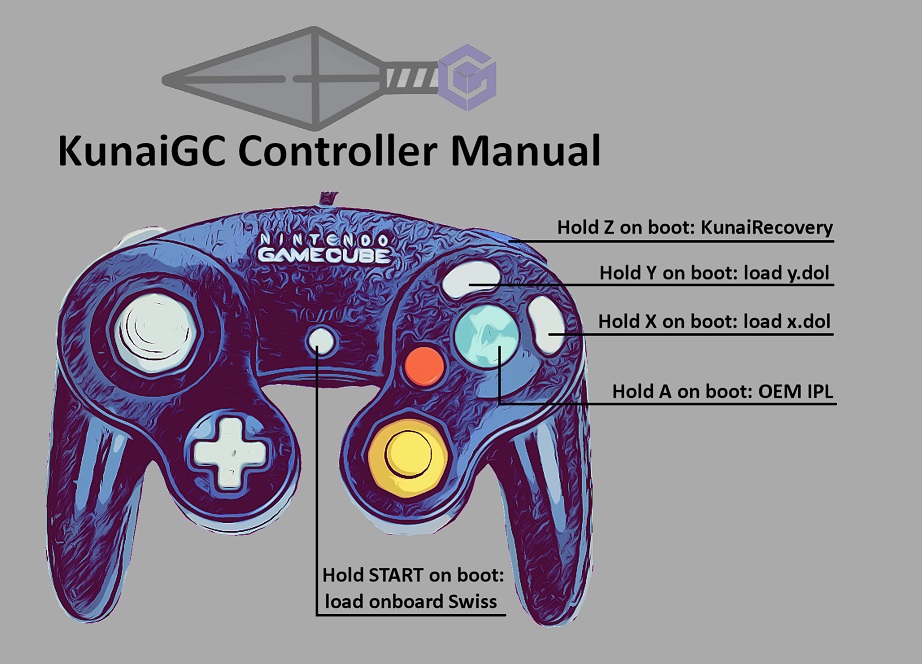 KunaiGC Controller Manual
NINTENDO
GAMECUBE
Hold Z on boot: KunaiRecovery
Hold Y on boot: load y.dol
Hold X on boot: load x.dol
Hold A on boot: OEM IPL
Hold START on boot:
load onboard Swiss